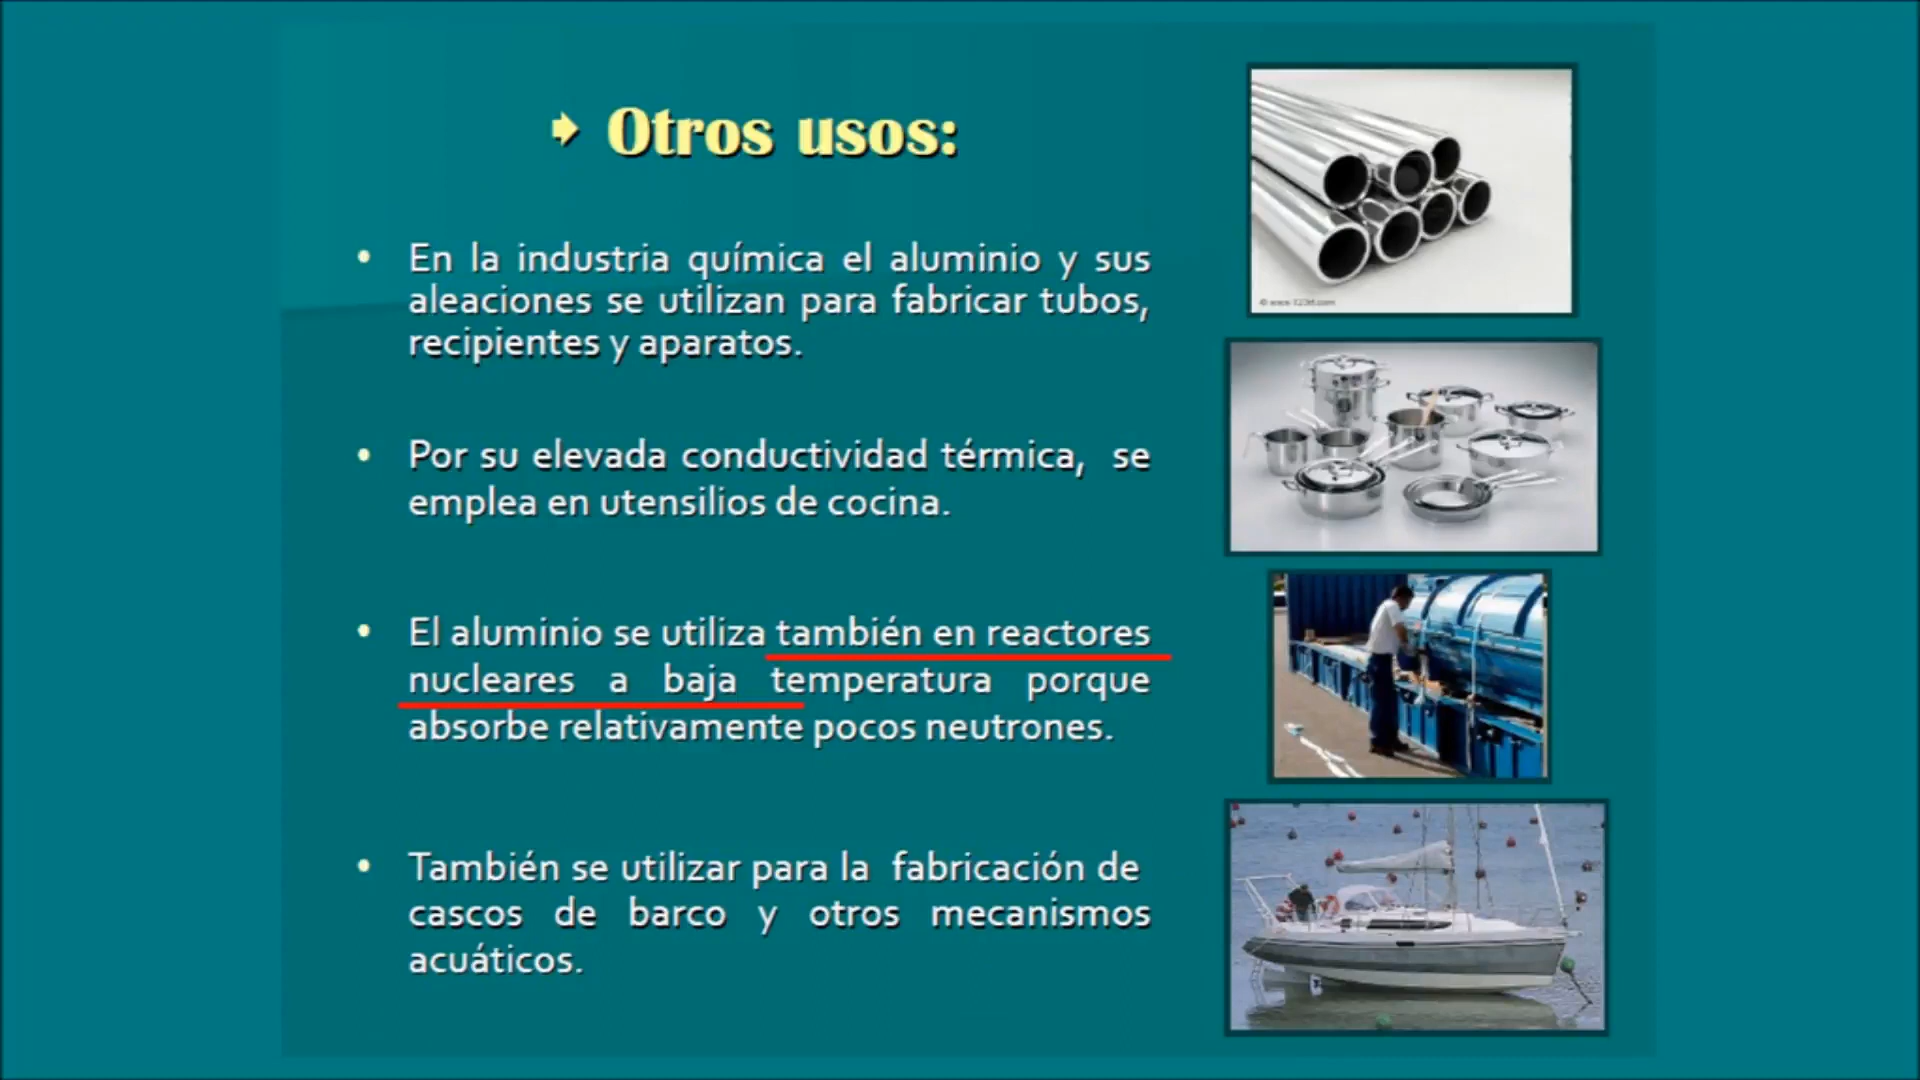 Otros usos:
En la industria química el aluminio y sus
aleaciones se utilizan para fabricar tubos,
recipientes y aparatos.
Por su elevada conductividad térmica, se
emplea en utensilios de cocina.
El aluminio se utiliza también en reactores
nucleares a baja temperatura porque
absorbe relativamente pocos neutrones.
También se utilizar para la fabricación de
cascos de barco y otros mecanismos
acuáticos.